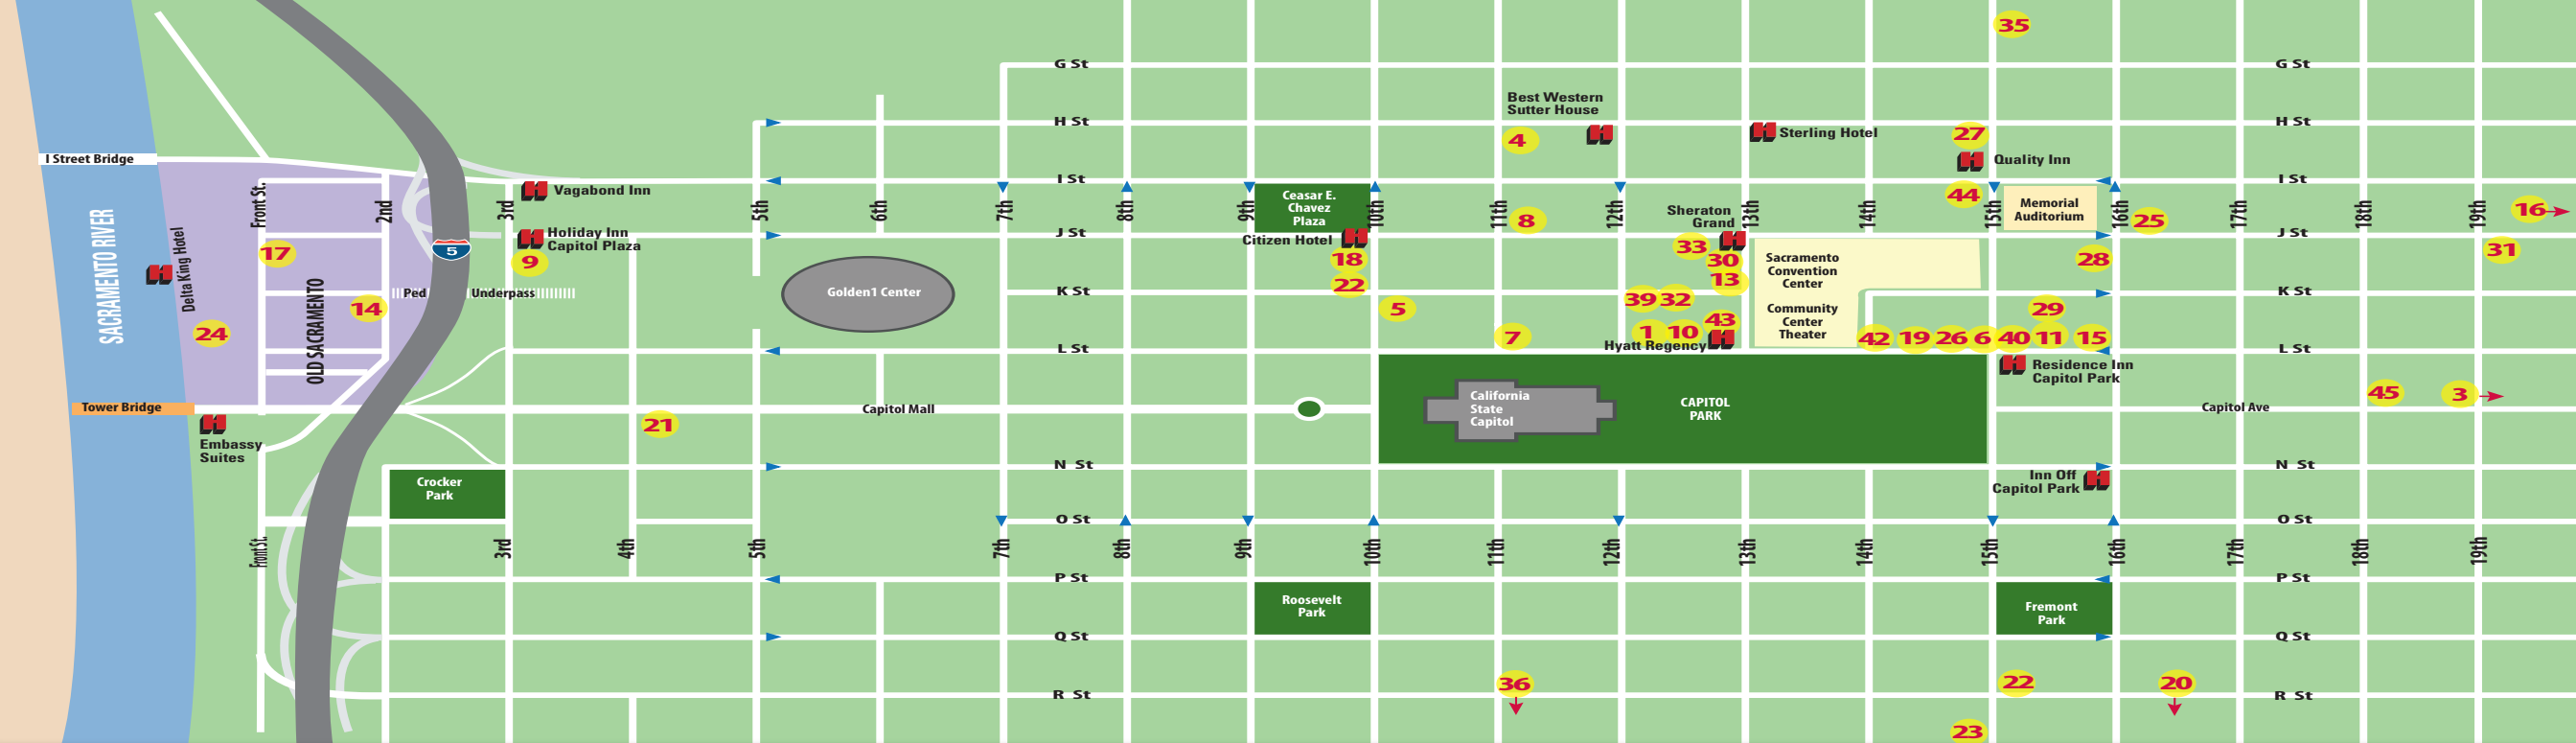 35
G St
G St
Best Western
Sutter House
H St
H St
4
Sterling Hotel
27
I Street Bridge
Quality Inn
I St
I St
Vagabond Inn
44
Front St.
2nd
3rd
5th
6th
7th
8th
9th
Ceasar E.
Chavez
Plaza
10th
11th
8
12th
Sheraton
Grand
13th
14th
15th
Memorial
Auditorium
16th
25
17th
18th
19th
16
Holiday Inn
Capitol Plaza
J St
Citizen Hotel
J St
SACRAMENTO RIVER
Delta King Hotel
17
5
9
18
33
30
Sacramento
Convention
Center
28
31
OLD SACRAMENTO
Ped
Underpass
Golden1 Center
K St
22
13
K St
14
5
39
32
Community
Center
Theater
29
24
7
1
10
43
42
19
26
6
40
11
15
Hyatt Regency
L St
L St
Residence Inn
Capitol Park
Tower Bridge
Capitol Mall
California
State
Capitol
CAPITOL
PARK
45
3
Capitol Ave
21
Embassy
Suites
N St
N St
Crocker
Park
Inn Off
Capitol Park
O St
O St
Front St.
3rd
4th
5th
7th
8th
9th
10th
11th
12th
13th
14th
15th
16th
17th
18th
19th
P St
P St
Roosevelt
Park
Fremont
Park
Q St
Q St
36
22
20
R St
R St
23